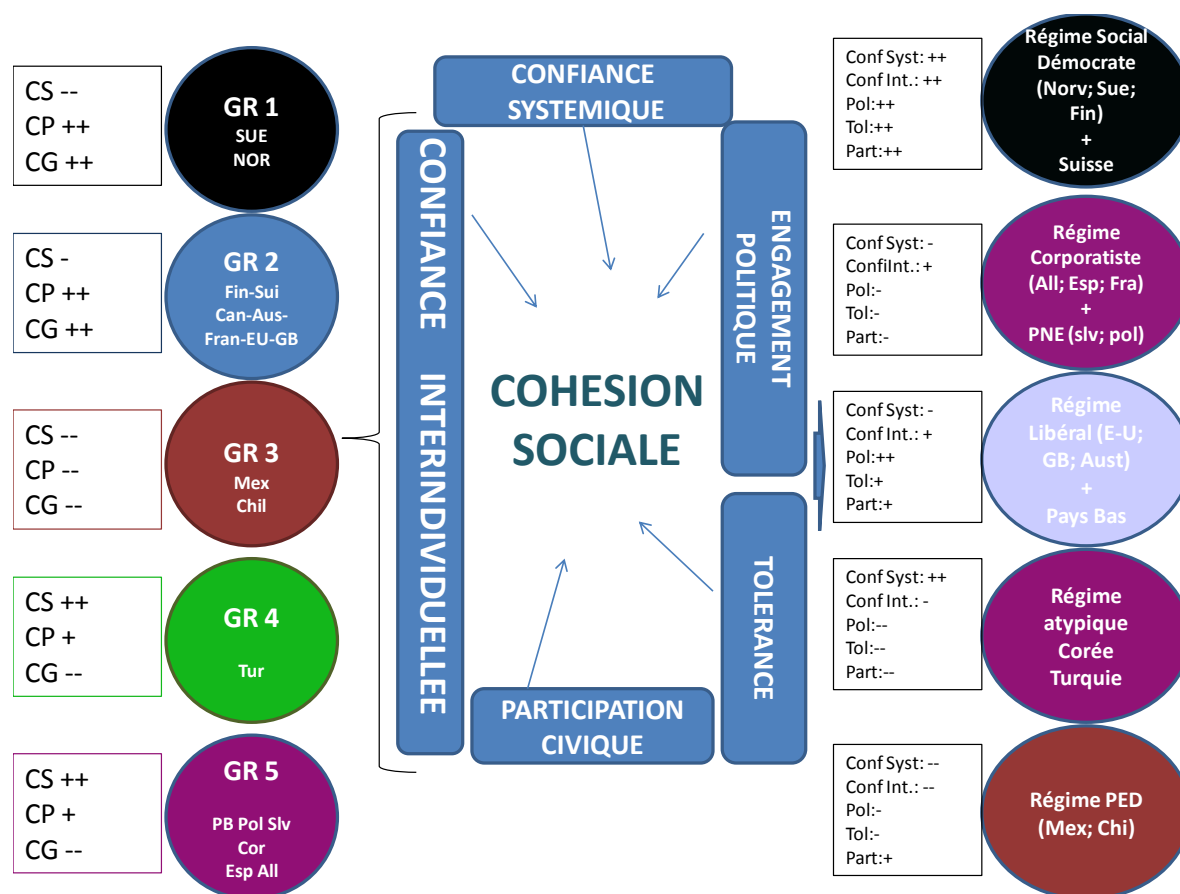 CS --
CP ++
CG ++
GR 1
SUE
NOR
CS -
CP ++
CG ++
GR 2
Fin-Sui
Can-Aus-
Fran-EU-GB
CS --
CP --
CG --
GR 3
Mex
Chil
CS ++
CP +
CG --
GR 4
Tur
CS ++
CP +
CG --
GR 5
PB Pol Slv
Cor
Esp All
CONFIANCE
SYSTEMIQUE
CONFIANCE INTERINDIVIDUELLEE
ENGAGEMENT
POLITIQUE
COHESION
SOCIALE
TOLERANCE
PARTICIPATION
CIVIQUE
Conf Syst: ++
Conf Int.: ++
Pol:++
Tol:++
Part:++
Régime Social
Démocrate
(Norv; Sue;
Fin)
+
Suisse
Conf Syst: -
ConfiInt.: +
Pol:-
Tol:-
Part:-
Régime
Corporatiste
(All; Esp; Fra)
+
PNE (slv; pol)
Conf Syst: -
Conf Int.: +
Pol:++
Tol:+
Part:+
Régime
Libéral (E-U;
GB; Aust)
+
Pays Bas
Conf Syst: ++
Conf Int.: -
Pol:--
Tol:--
Part:--
Régime
atypique
Corée
Turquie
Conf Syst: --
Conf Int.: --
Pol:-
Tol:-
Part:+
Régime PED
(Mex; Chi)